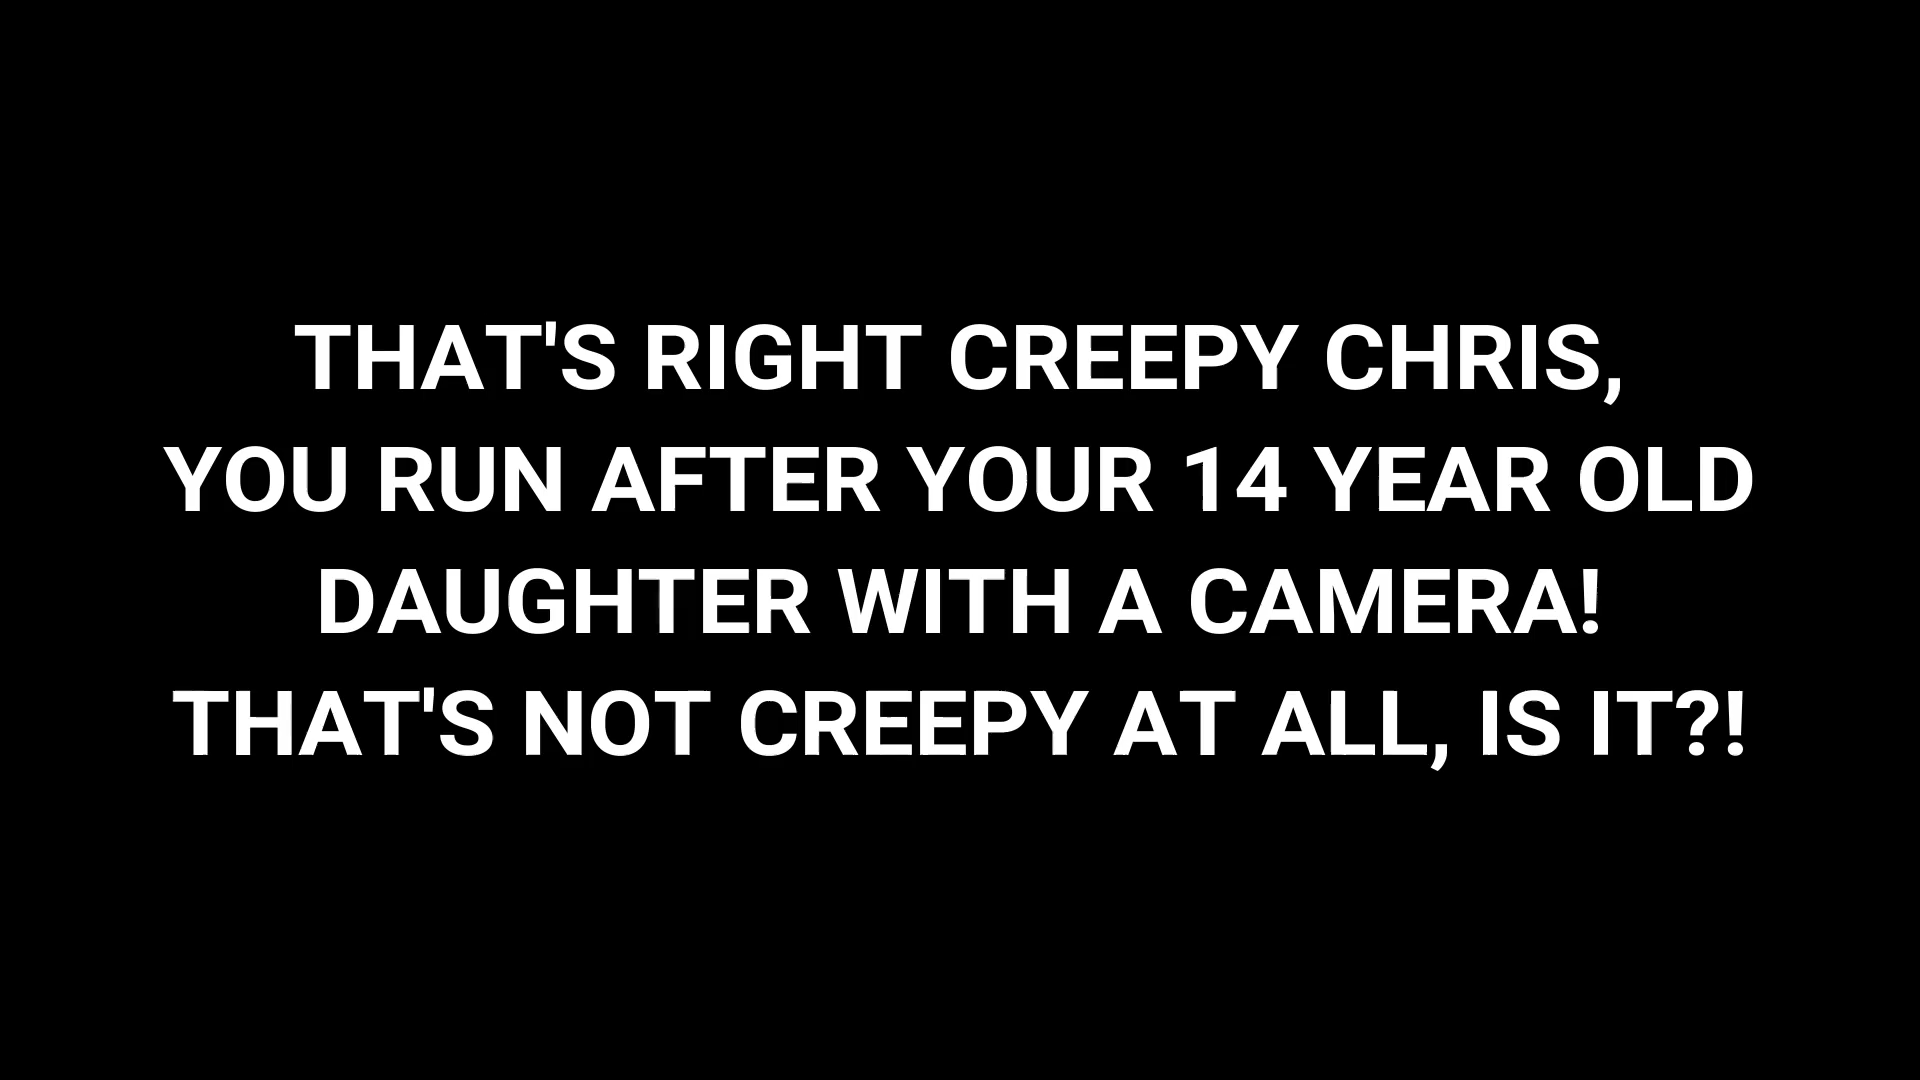 THAT'S RIGHT CREEPY CHRIS,
YOU RUN AFTER YOUR 14 YEAR OLD
DAUGHTER WITH A CAMERA!
THAT'S NOT CREEPY AT ALL, IS IT?!